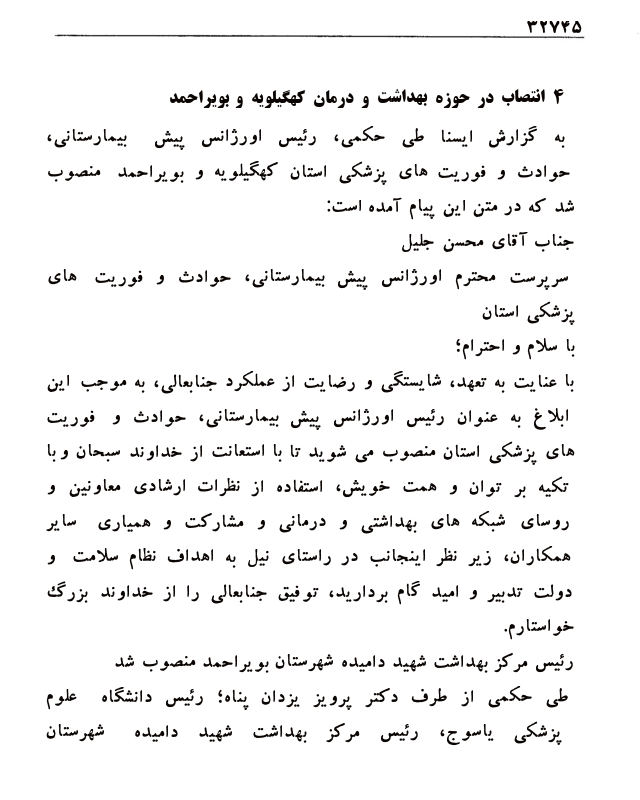 ۳۲۷۴۵
۴ انتصاب در حوزه بهداشت و درمان کهگیلویه و بویراحمد
به گزارش ایسنا طی حکمی، رئیس اورژانس پیش بیمارستانی،
حوادث و فوریت های پزشکی استان کهگیلویه و بویراحمد منصوب
شد که در متن این پیام آمده است:
جناب آقای محسن جلیل
سرپرست محترم اورژانس پیش بیمارستانی، حوادث و فوریت های
پزشکی استان
با سلام و احترام؛
با عنایت به تعهد، شایستگی و رضایت از عملکرد جنابعالی، به موجب این
ابلاغ به عنوان رئیس اورژانس پیش بیمارستانی، حوادث و فوریت
های پزشکی استان منصوب می شوید تا با استعانت از خداوند سبحان و با
تکیه بر توان و همت خویش، استفاده از نظرات ارشادی معاونین و
روسای شبکه های بهداشتی و درمانی و مشارکت و همیاری سایر
همکاران، زیر نظر اینجانب در راستای نیل به اهداف نظام سلامت و
دولت تدبیر و امید گام بردارید، توفیق جنابعالی را از خداوند بزرگ
خواستارم.
رئیس مرکز بهداشت شهید دامیده شهرستان بویراحمد منصوب شد
طی حکمی از طرف دکتر پرویز یزدان پناه؛ رئیس دانشگاه علوم
پزشکی یاسوج، رئیس مرکز بهداشت شهید دامیده شهرستان